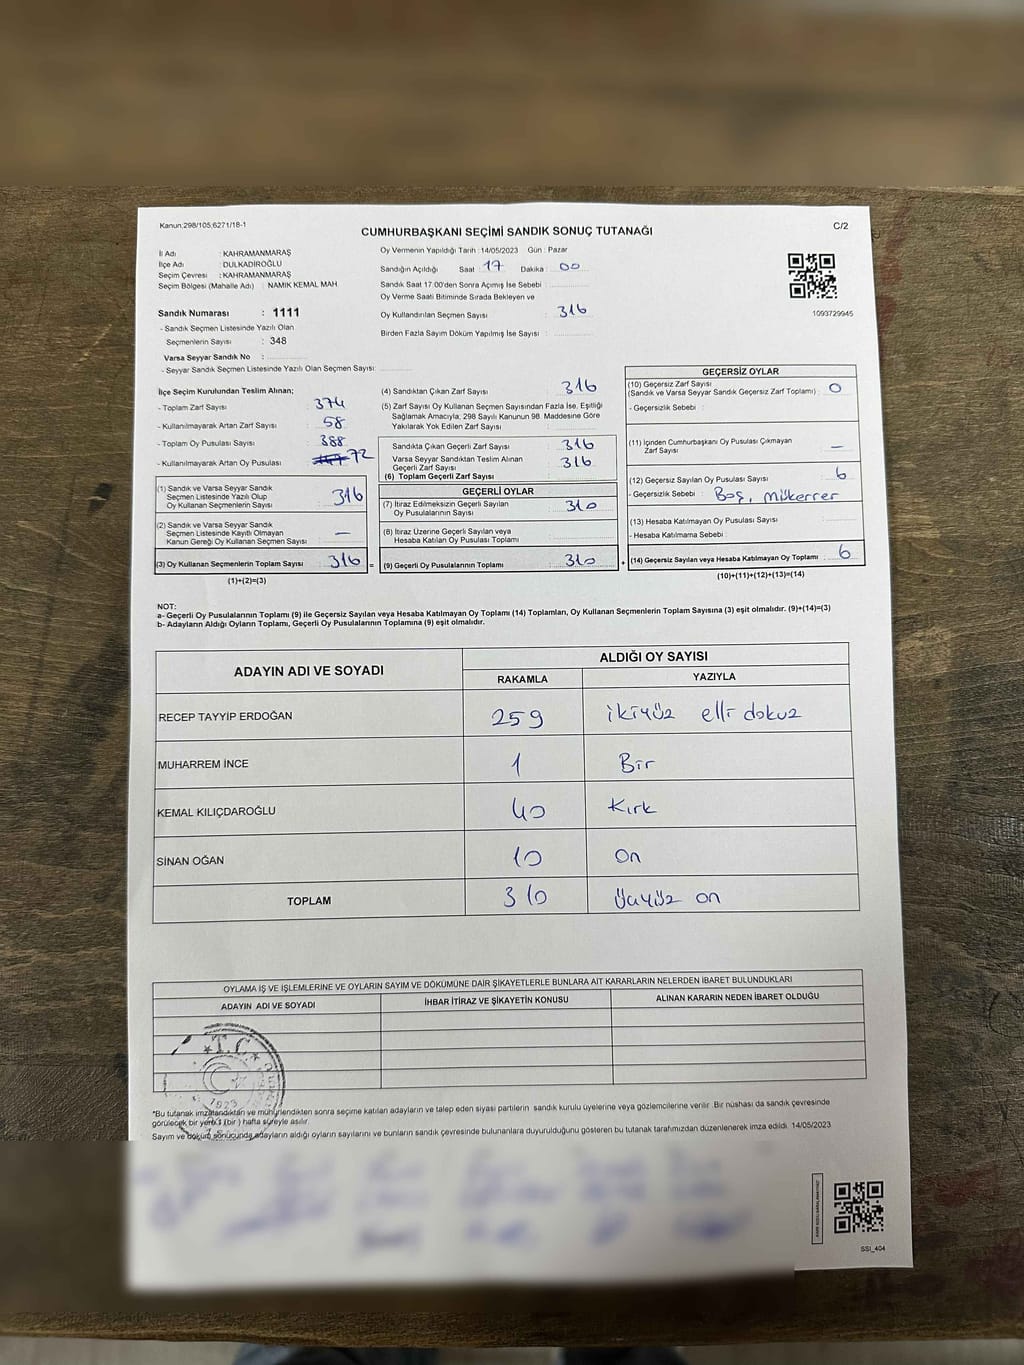 Kanun:298/105;6271/18-1
CUMHURBAŞKANI SEÇİMİ SANDIK SONUÇ TUTANAĞI
C/2
İl Adı : KAHRAMANMARAŞ
İlçe Adı : DULKADİROĞLU
Seçim Çevresi : KAHRAMANMARAŞ
Seçim Bölgesi (Mahalle Adı) : NAMIK KEMAL MAH
Sandık Numarası : 1111
- Sandık Seçmen Listesinde Yazılı Olan
Seçmenlerin Sayısı : 348
Varsa Seyyar Sandık No :
- Seyyar Sandık Seçmen Listesinde Yazılı Olan Seçmen Sayısı:
Oy Vermenin Yapıldığı Tarih : 14/05/2023 Gün : Pazar
Sandığın Açıldığı Saat : 17 Dakika : 00
Sandık Saat 17.00'den Sonra Açımış İse Sebebi :
Oy Verme Saati Bitiminde Sırada Bekleyen ve
Oy Kullandırılan Seçmen Sayısı : 316
Birden Fazla Sayım Döküm Yapılmış İse Sayısı :
1093729945
İlçe Seçim Kurulundan Teslim Alınan;
- Toplam Zarf Sayısı : 374
- Kullanılmayarak Artan Zarf Sayısı : 58
- Toplam Oy Pusulası Sayısı : 388
- Kullanılmayarak Artan Oy Pusulası : 72
(1) Sandık ve Varsa Seyyar Sandık
Seçmen Listesinde Yazılı Olup
Oy Kullanan Seçmenlerin Sayısı : 316
(2) Sandık ve Varsa Seyyar Sandık
Seçmen Listesinde Kayıtlı Olmayan
Kanun Gereği Oy Kullanan Seçmen Sayısı : —
(3) Oy Kullanan Seçmenlerin Toplam Sayısı : 316 =
(1)+(2)=(3)
(4) Sandıktan Çıkan Zarf Sayısı : 316
(5) Zarf Sayısı Oy Kullanan Seçmen Sayısından Fazla İse, Eşitliği
Sağlamak Amacıyla; 298 Sayılı Kanunun 98. Maddesine Göre
Yakılarak Yok Edilen Zarf Sayısı :
Sandıkta Çıkan Geçerli Zarf Sayısı : 316
Varsa Seyyar Sandıktan Teslim Alınan
Geçerli Zarf Sayısı : 316
(6) Toplam Geçerli Zarf Sayısı :
GEÇERLİ OYLAR
(7) İtiraz Edilmeksizin Geçerli Sayılan
Oy Pusulalarının Sayısı : 310
(8) İtiraz Üzerine Geçerli Sayılan veya
Hesaba Katılan Oy Pusulası Toplamı :
(9) Geçerli Oy Pusulalarının Toplamı : 310 +
GEÇERSİZ OYLAR
(10) Geçersiz Zarf Sayısı
(Sandık ve Varsa Seyyar Sandık Geçersiz Zarf Toplamı) : 0
- Geçersizlik Sebebi :
(11) İçinden Cumhurbaşkanı Oy Pusulası Çıkmayan
Zarf Sayısı : —
(12) Geçersiz Sayılan Oy Pusulası Sayısı : 6
- Geçersizlik Sebebi : Boş, mükerrer
(13) Hesaba Katılmayan Oy Pusulası Sayısı :
- Hesaba Katılmama Sebebi :
(14) Geçersiz Sayılan veya Hesaba Katılmayan Oy Toplamı : 6
(10)+(11)+(12)+(13)=(14)
NOT:
a- Geçerli Oy Pusulalarının Toplamı (9) ile Geçersiz Sayılan veya Hesaba Katılmayan Oy Toplamı (14) Toplamları, Oy Kullanan Seçmenlerin Toplam Sayısına (3) eşit olmalıdır. (9)+(14)=(3)
b- Adayların Aldığı Oyların Toplamı, Geçerli Oy Pusulalarının Toplamına (9) eşit olmalıdır.
ADAYIN ADI VE SOYADI
ALDIĞI OY SAYISI
RAKAMLA YAZIYLA
RECEP TAYYİP ERDOĞAN 259 ikiyüz elli dokuz
MUHARREM İNCE 1 Bir
KEMAL KILIÇDAROĞLU 40 Kırk
SİNAN OĞAN 10 On
TOPLAM 310 Üçyüz on
OYLAMA İŞ VE İŞLEMLERİNE VE OYLARIN SAYIM VE DÖKÜMÜNE DAİR ŞİKAYETLERLE BUNLARA AİT KARARLARIN NELERDEN İBARET BULUNDUKLARI
ADAYIN ADI VE SOYADI İHBAR İTİRAZ VE ŞİKAYETİN KONUSU ALINAN KARARIN NEDEN İBARET OLDUĞU
T.C.
1923
*Bu tutanak imzalandıktan ve mühürlendikten sonra seçime katılan adayların ve talep eden siyasi partilerin sandık kurulu üyelerine veya gözlemcilerine verilir. Bir nüshası da sandık çevresinde
görülecek bir yere 1 (bir ) hafta süreyle asılır.
Sayım ve döküm sonucunda adayların aldığı oyların sayılarını ve bunların sandık çevresinde bulunanlara duyurulduğunu gösteren bu tutanak tarafımızdan düzenlenerek imza edildi. 14/05/2023
SSI_404